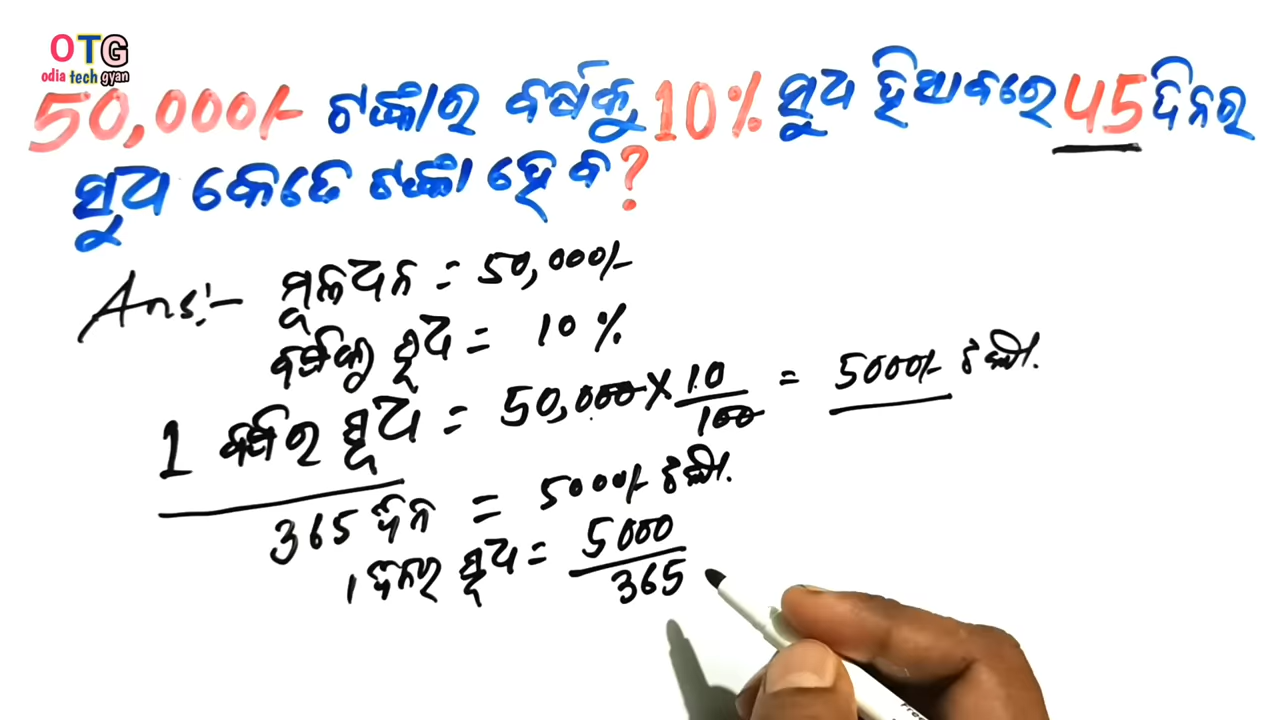 OTG
odia tech gyan
50,000/- ଟଙ୍କାର ବର୍ଷକୁ 10% ସୁଧ ହିସାବରେ 45 ଦିନର
ସୁଧ କେତେ ଟଙ୍କା ହେବ?
Ans:- ମୂଳଧନ = 50,000/-
ବର୍ଷକୁ ସୂଧ = 10%
1 ବର୍ଷର ସୂଧ = 50,000 × 10/100 = 5000/- ଟଙ୍କା.
365 ଦିନ = 5000/- ଟଙ୍କା.
1 ଦିନର ସୂଧ = 5000/365